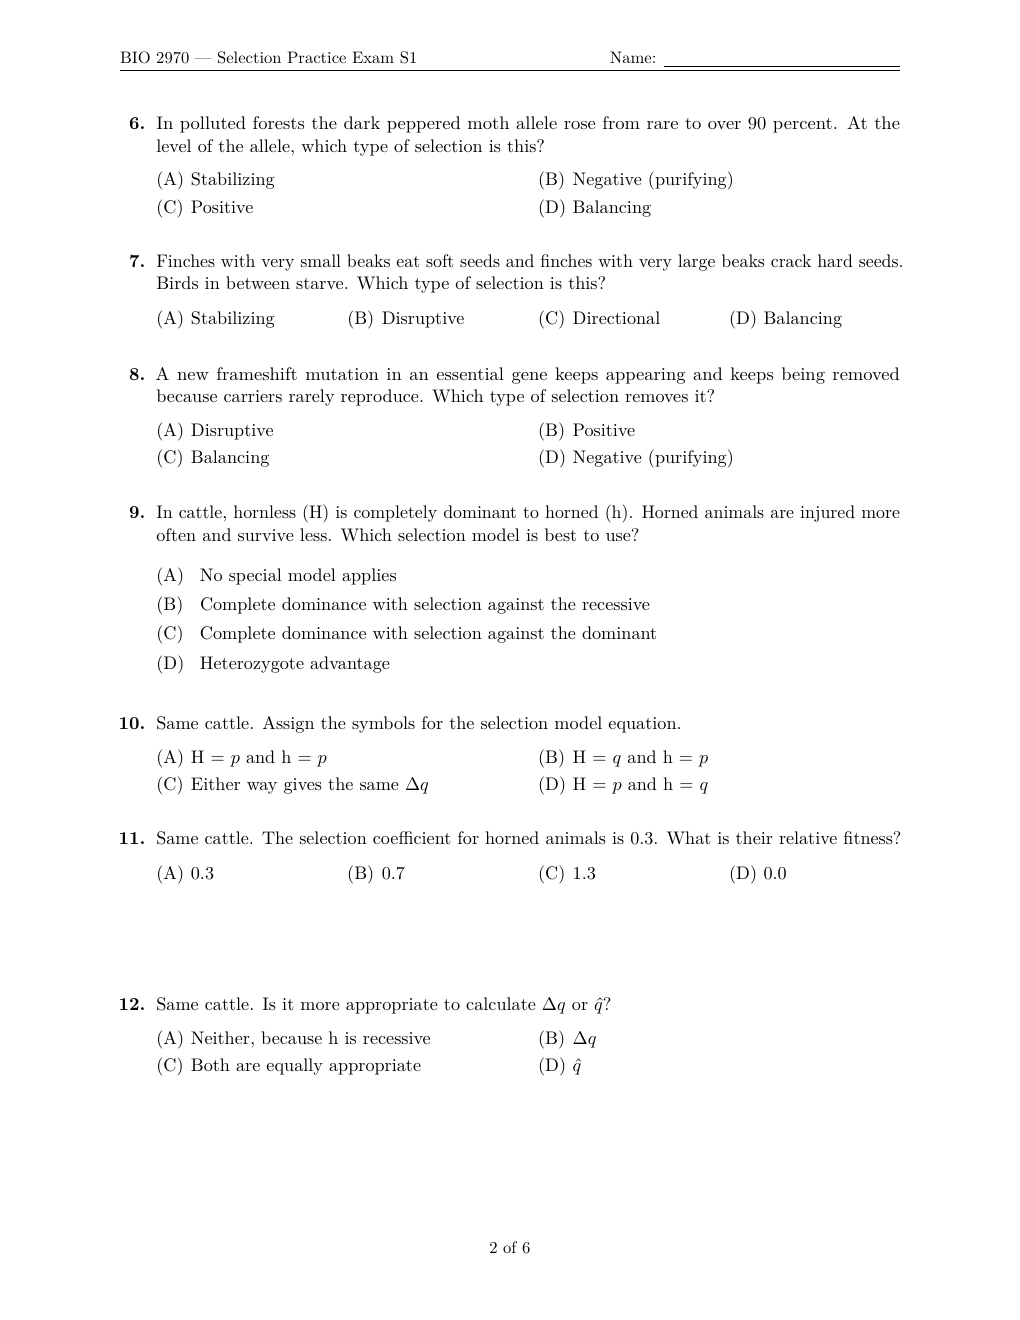 BIO 2970 — Selection Practice Exam S1 Name:
6. In polluted forests the dark peppered moth allele rose from rare to over 90 percent. At the
level of the allele, which type of selection is this?
(A) Stabilizing (B) Negative (purifying)
(C) Positive (D) Balancing
7. Finches with very small beaks eat soft seeds and finches with very large beaks crack hard seeds.
Birds in between starve. Which type of selection is this?
(A) Stabilizing (B) Disruptive (C) Directional (D) Balancing
8. A new frameshift mutation in an essential gene keeps appearing and keeps being removed
because carriers rarely reproduce. Which type of selection removes it?
(A) Disruptive (B) Positive
(C) Balancing (D) Negative (purifying)
9. In cattle, hornless (H) is completely dominant to horned (h). Horned animals are injured more
often and survive less. Which selection model is best to use?
(A) No special model applies
(B) Complete dominance with selection against the recessive
(C) Complete dominance with selection against the dominant
(D) Heterozygote advantage
10. Same cattle. Assign the symbols for the selection model equation.
(A) H = p and h = p (B) H = q and h = p
(C) Either way gives the same Δq (D) H = p and h = q
11. Same cattle. The selection coefficient for horned animals is 0.3. What is their relative fitness?
(A) 0.3 (B) 0.7 (C) 1.3 (D) 0.0
12. Same cattle. Is it more appropriate to calculate Δq or q̂?
(A) Neither, because h is recessive (B) Δq
(C) Both are equally appropriate (D) q̂
2 of 6